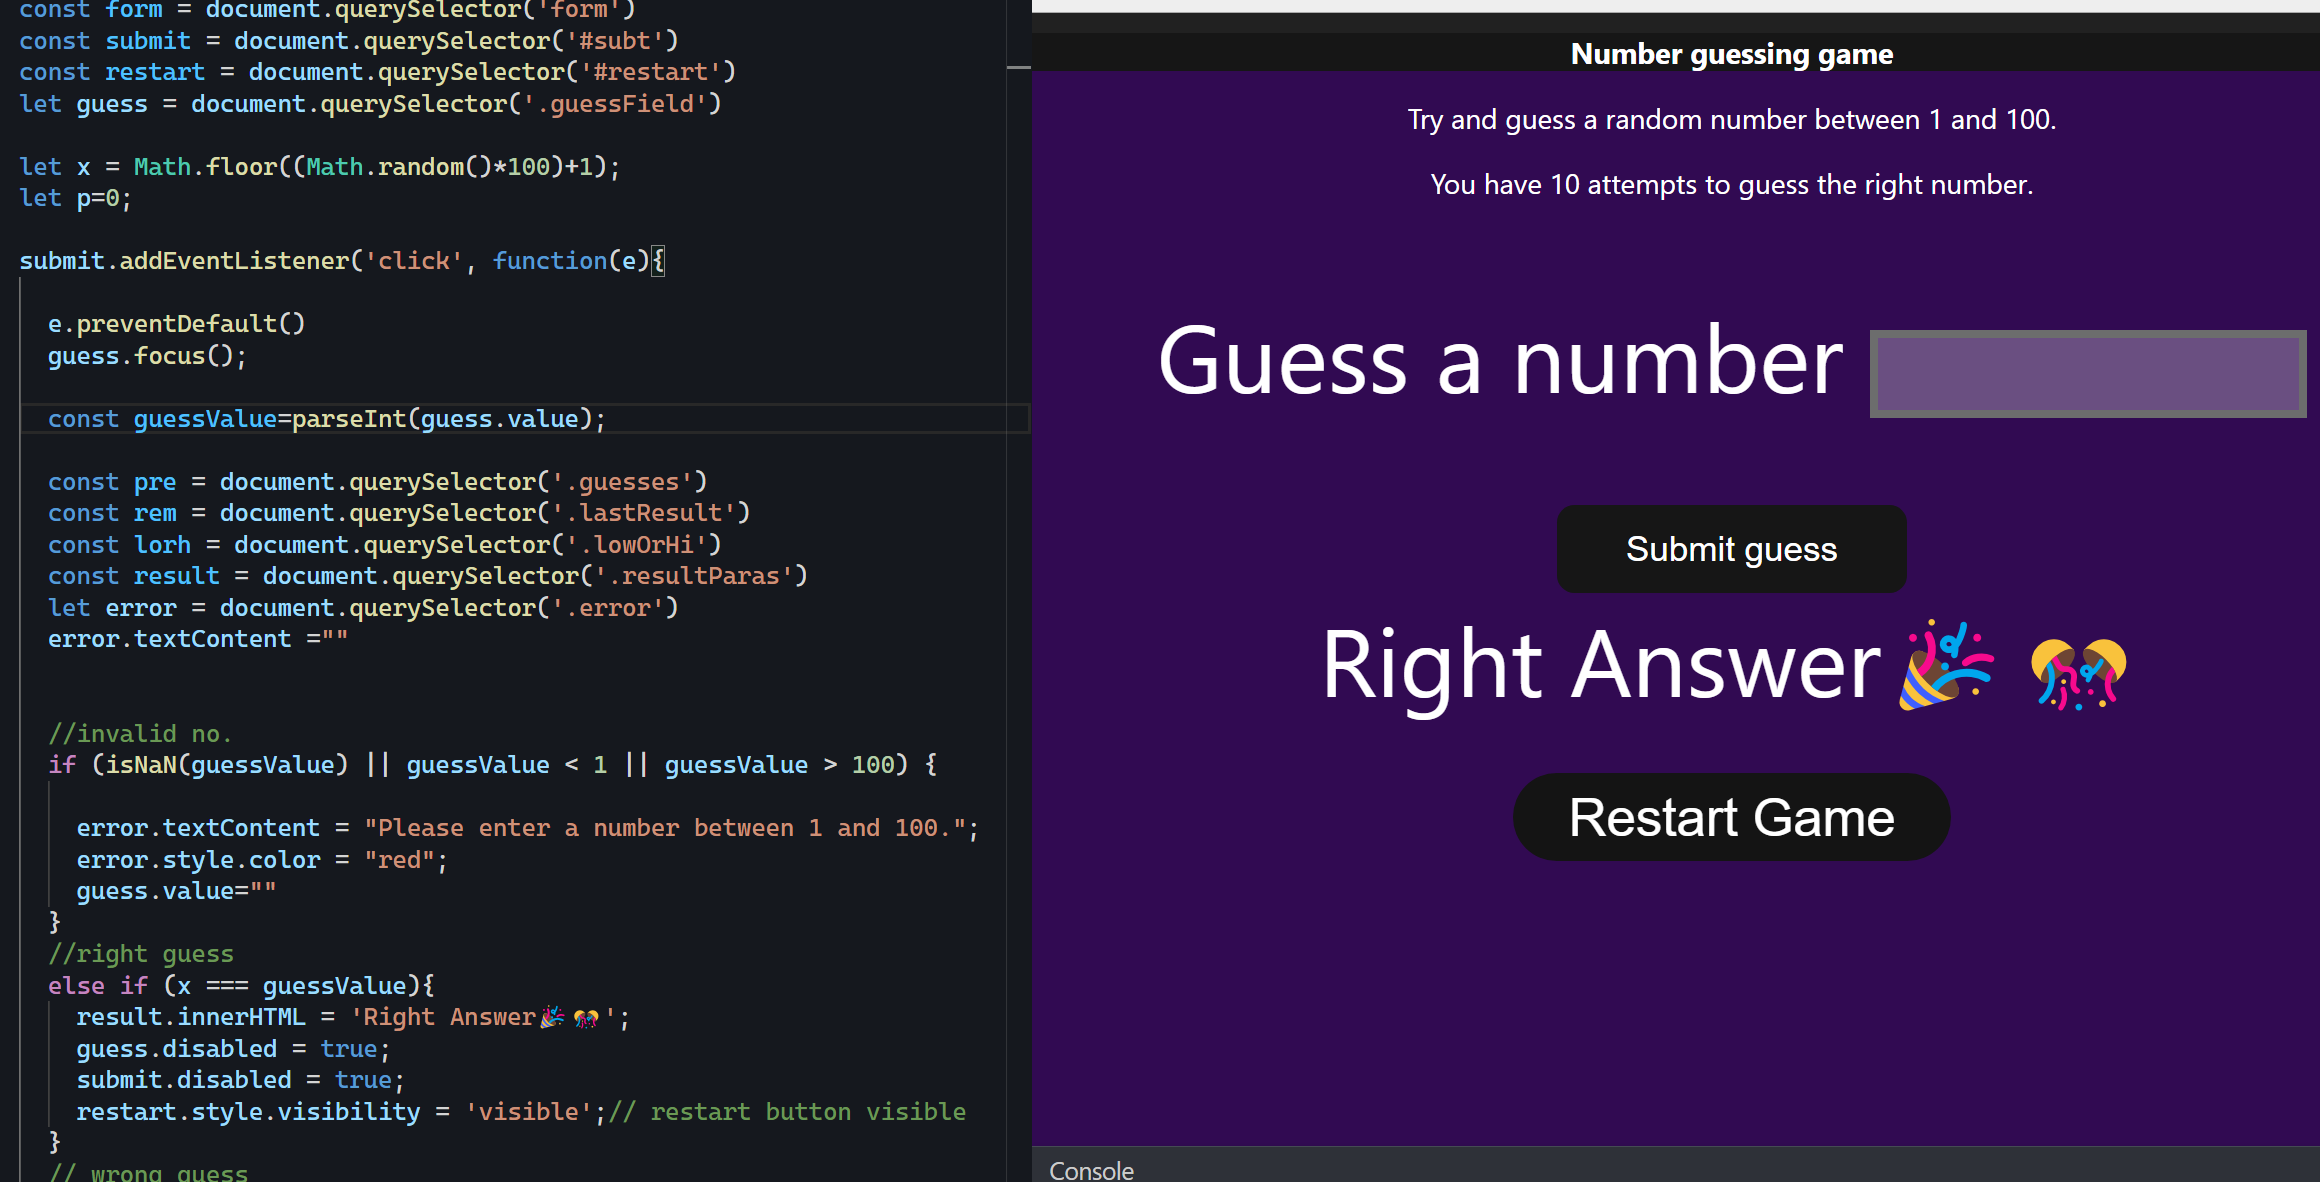 const form = document.querySelector('form')
const submit = document.querySelector('#subt')
const restart = document.querySelector('#restart')
let guess = document.querySelector('.guessField')
let x = Math.floor((Math.random()*100)+1);
let p=0;
submit.addEventListener('click', function(e){
e.preventDefault()
guess.focus();
const guessValue=parseInt(guess.value);
const pre = document.querySelector('.guesses')
const rem = document.querySelector('.lastResult')
const lorh = document.querySelector('.lowOrHi')
const result = document.querySelector('.resultParas')
let error = document.querySelector('.error')
error.textContent =""
//invalid no.
if (isNaN(guessValue) || guessValue < 1 || guessValue > 100) {
error.textContent = "Please enter a number between 1 and 100.";
error.style.color = "red";
guess.value=""
}
//right guess
else if (x === guessValue){
result.innerHTML = 'Right Answer🎉 🎊';
guess.disabled = true;
submit.disabled = true;
restart.style.visibility = 'visible';// restart button visible
}
// wrong guess
Number guessing game
Try and guess a random number between 1 and 100.
You have 10 attempts to guess the right number.
Guess a number
Submit guess
Right Answer🎉 🎊
Restart Game
Console